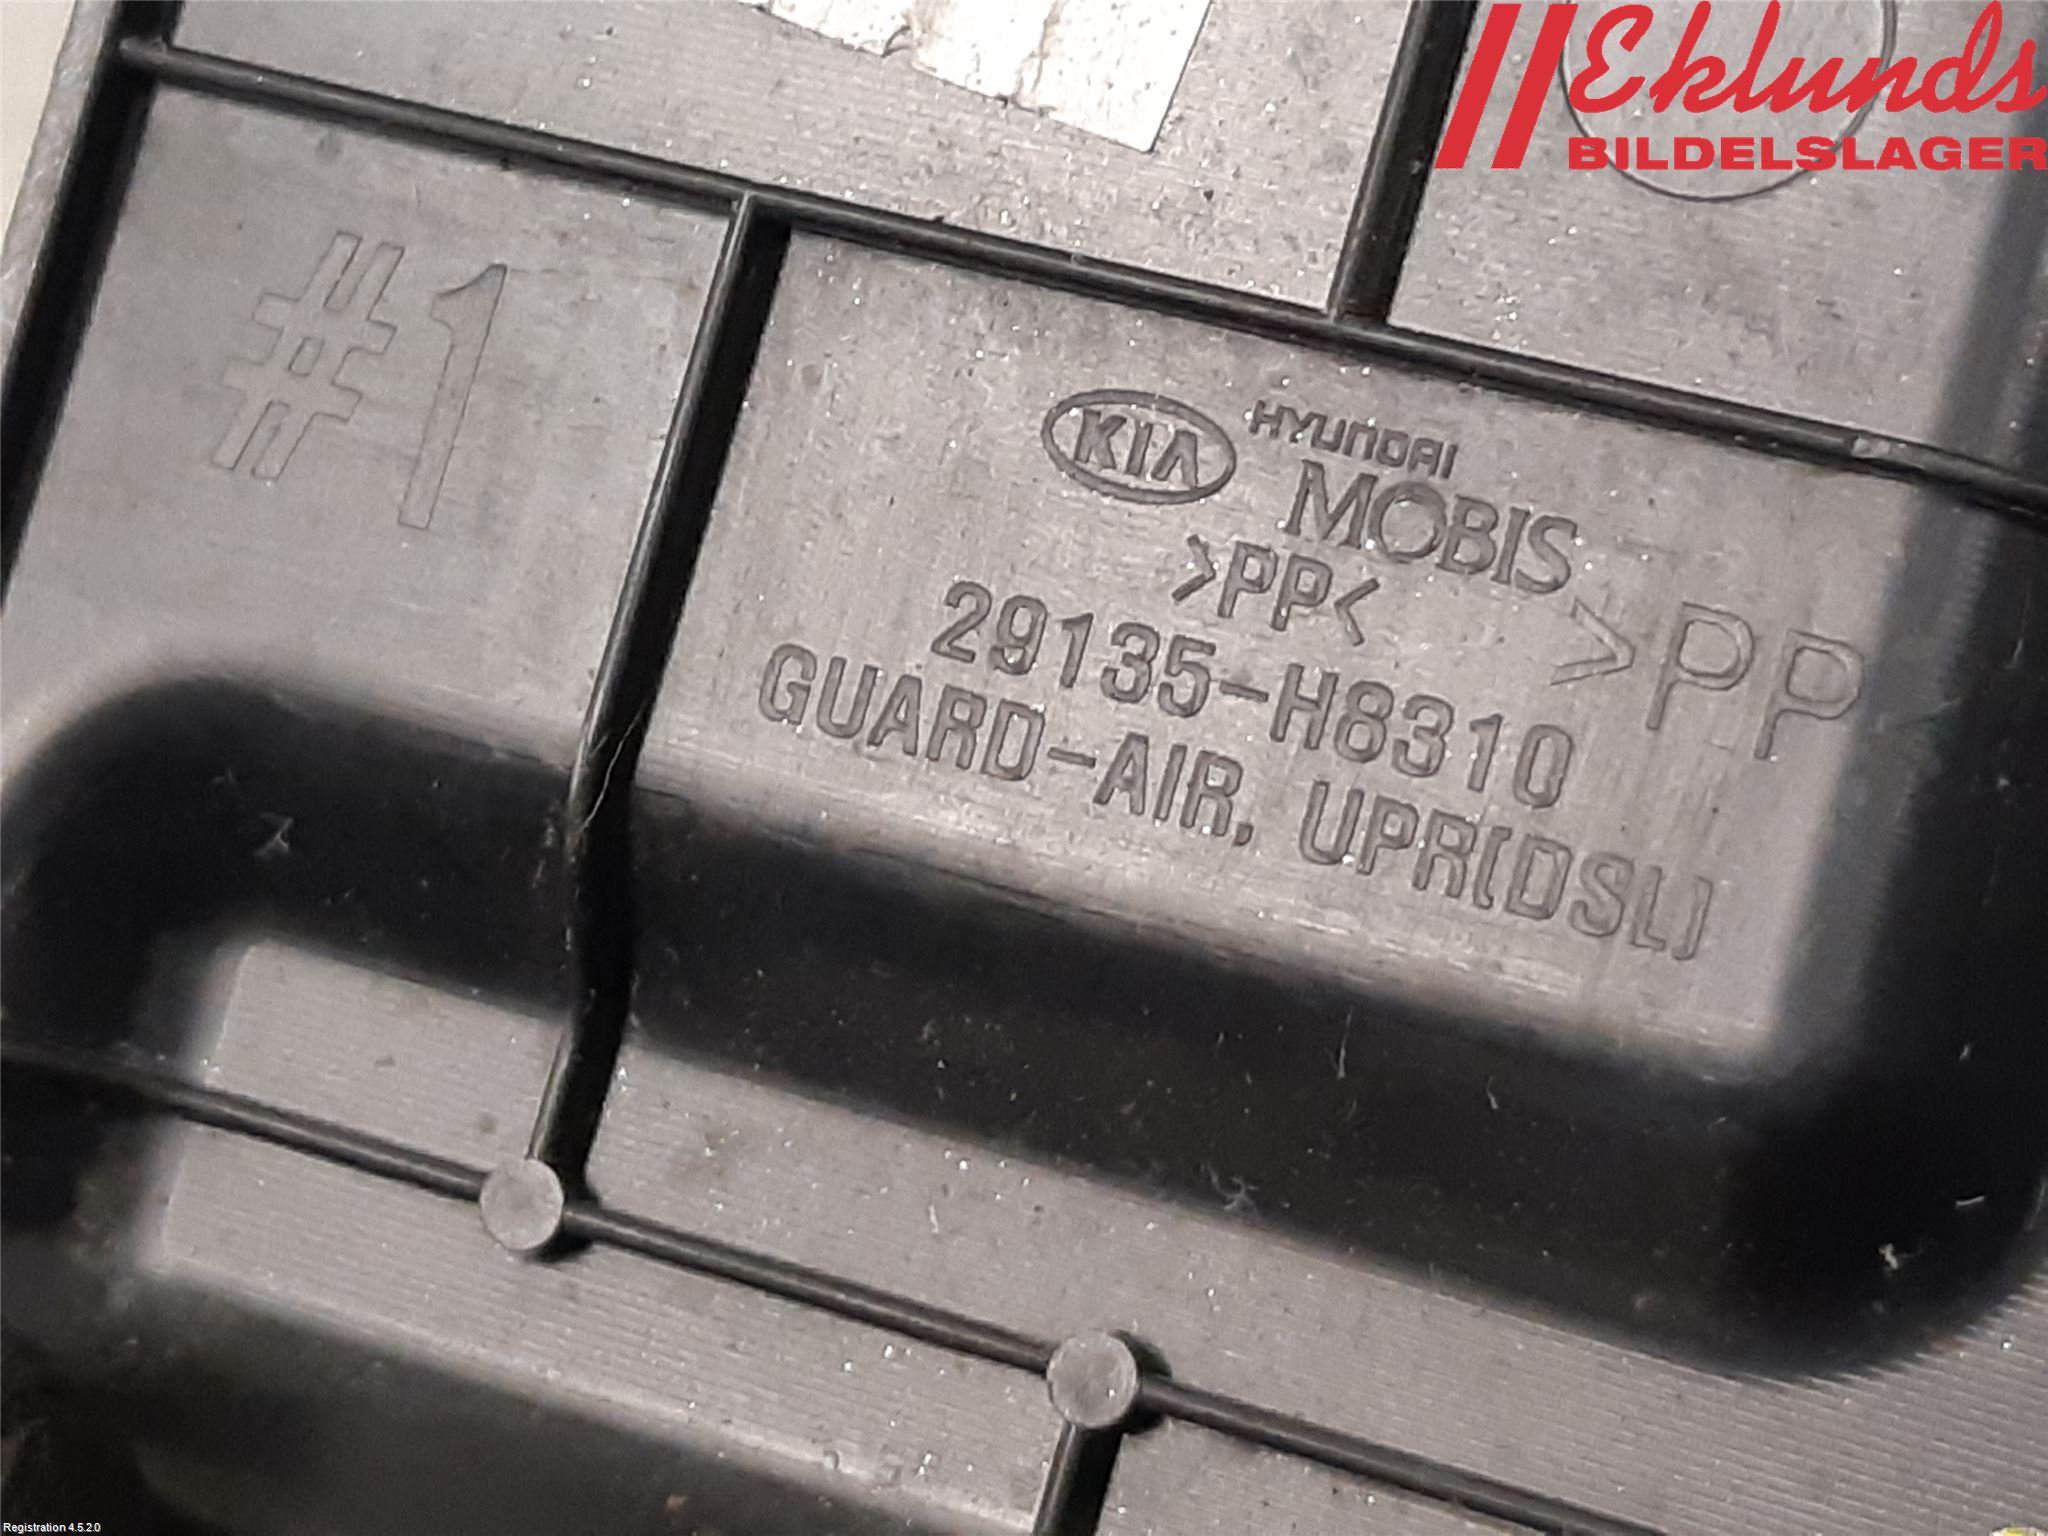 Eklunds
BILDELSLAGER
#1
KIA
HYUNDAI
MOBIS
>PP<
>PP
29135-H8310
GUARD-AIR, UPR(DSL)
Registration 4.5.2.0